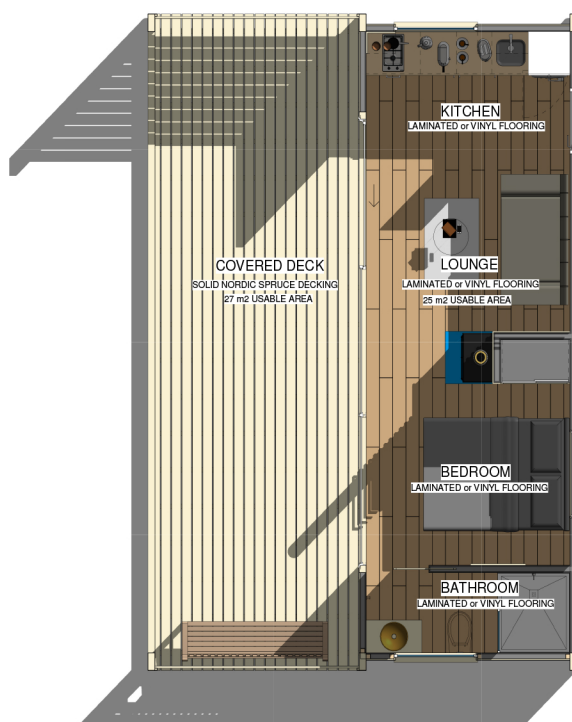 KITCHEN
LAMINATED or VINYL FLOORING
COVERED DECK
SOLID NORDIC SPRUCE DECKING
27 m2 USABLE AREA
LOUNGE
LAMINATED or VINYL FLOORING
25 m2 USABLE AREA
BEDROOM
LAMINATED or VINYL FLOORING
BATHROOM
LAMINATED or VINYL FLOORING